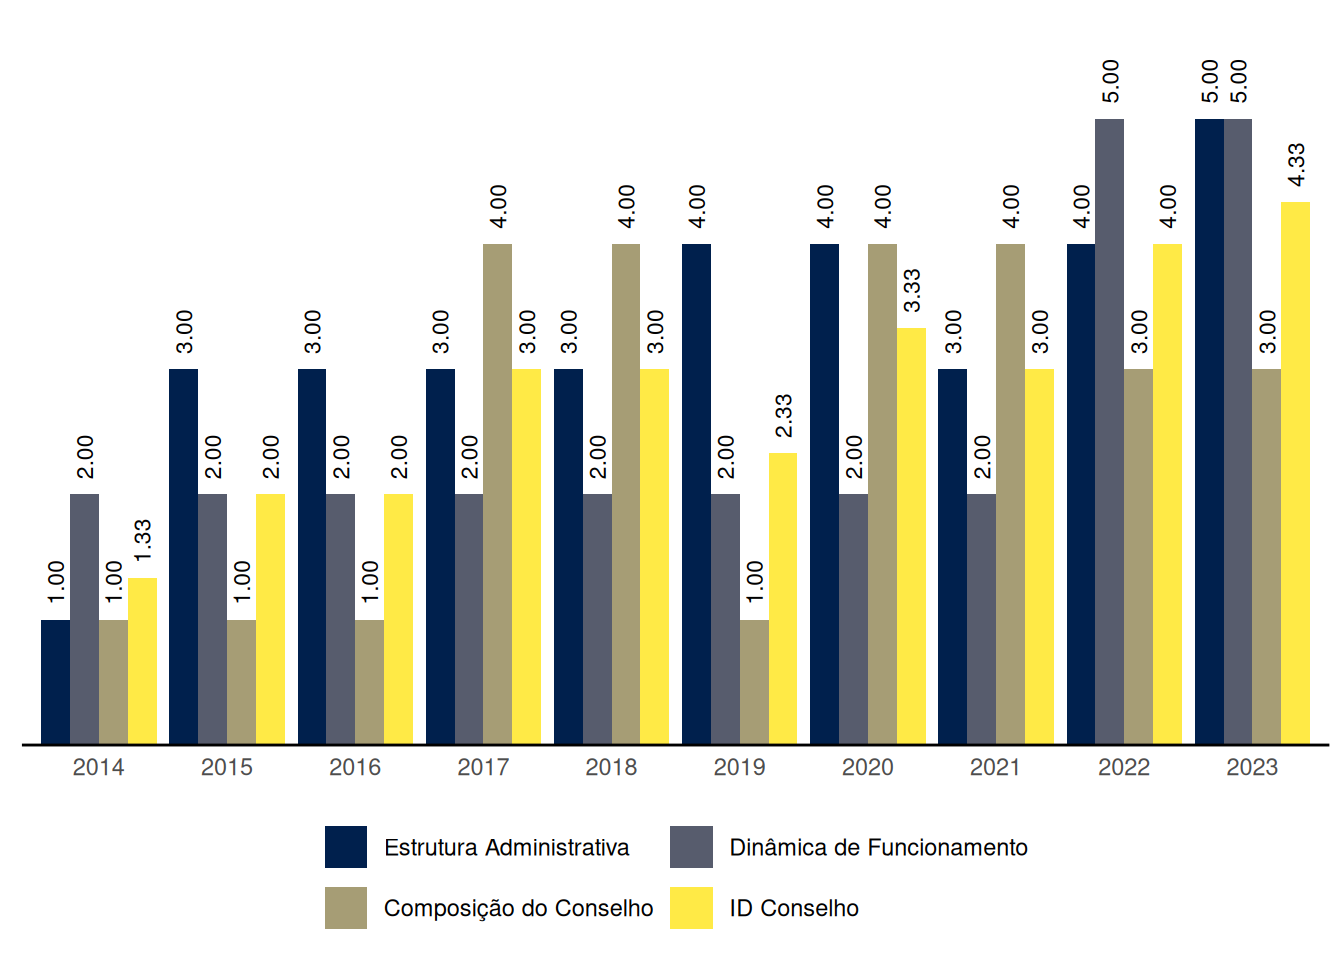 1.00 2.00 1.00 1.33
3.00 2.00 1.00 2.00
3.00 2.00 1.00 2.00
3.00 2.00 4.00 3.00
3.00 2.00 4.00 3.00
4.00 2.00 1.00 2.33
4.00 2.00 4.00 3.33
3.00 2.00 4.00 3.00
4.00 5.00 3.00 4.00
5.00 5.00 3.00 4.33
2014 2015 2016 2017 2018 2019 2020 2021 2022 2023
Estrutura Administrativa Dinâmica de Funcionamento
Composição do Conselho ID Conselho